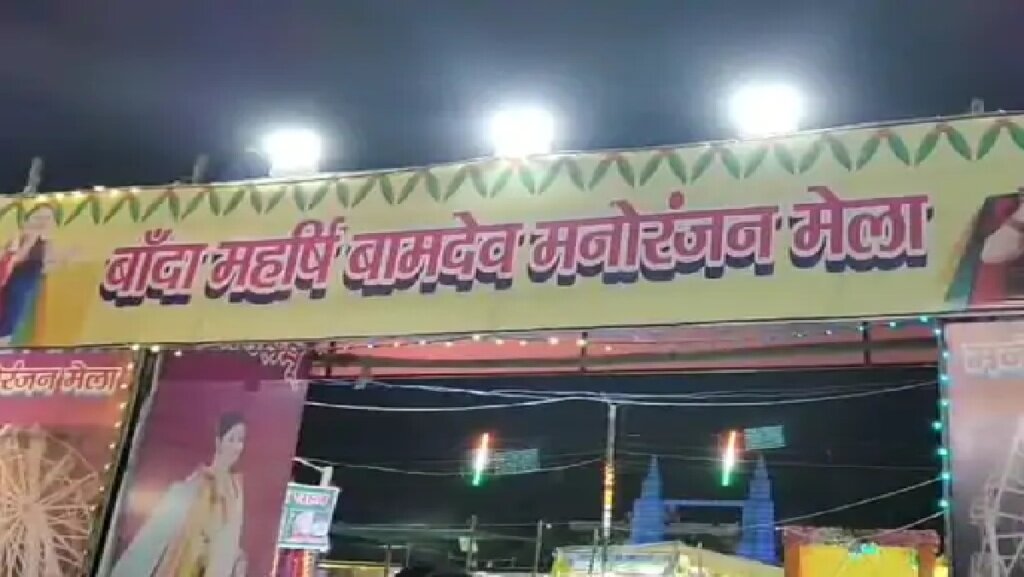 बाँदा महर्षि बामदेव मनोरंजन मेला
रंजन मेला